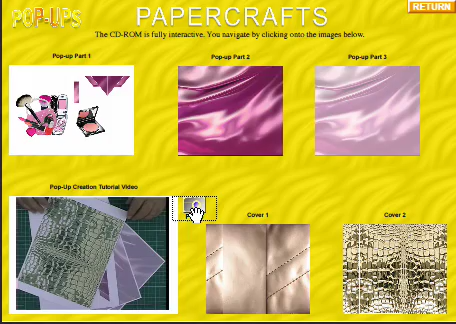 POP-UPS
PAPERCRAFTS
RETURN
The CD-ROM is fully interactive. You navigate by clicking onto the images below.
Pop-up Part 1
Pop-up Part 2
Pop-up Part 3
Pop-Up Creation Tutorial Video
Cover 1
Cover 2